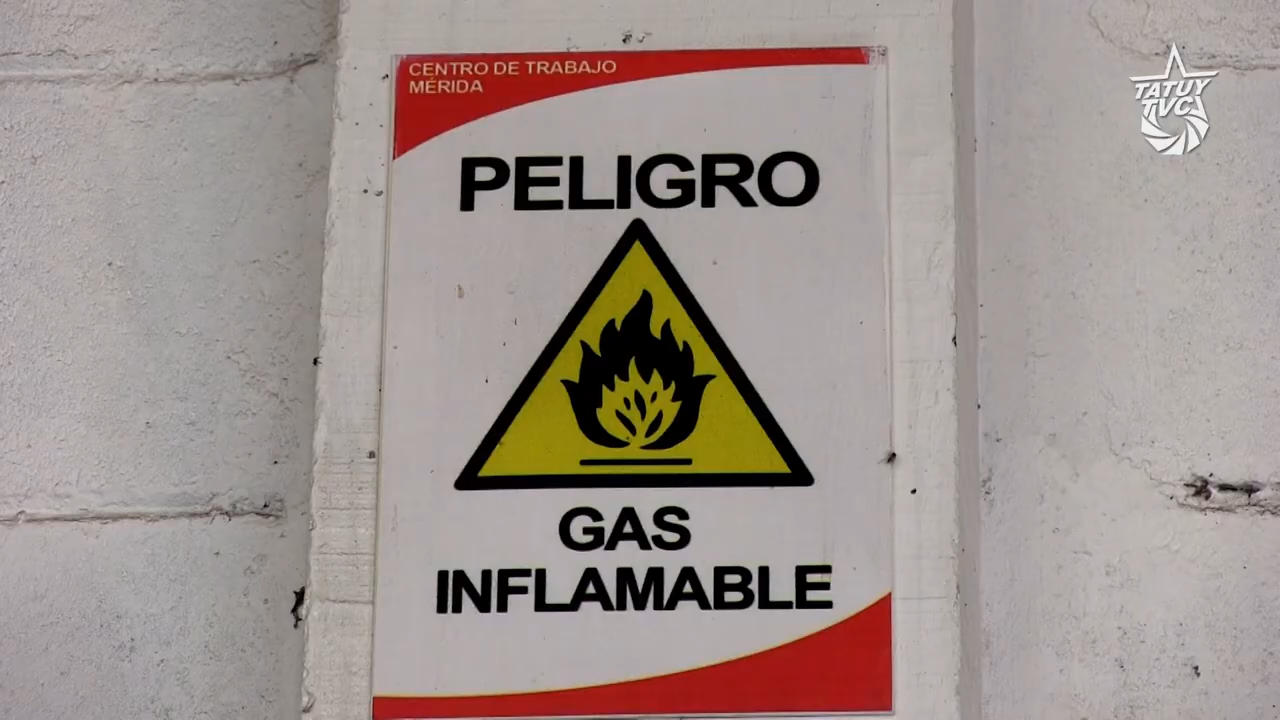 CENTRO DE TRABAJO
MÉRIDA
TATUY
TVC
PELIGRO
GAS
INFLAMABLE